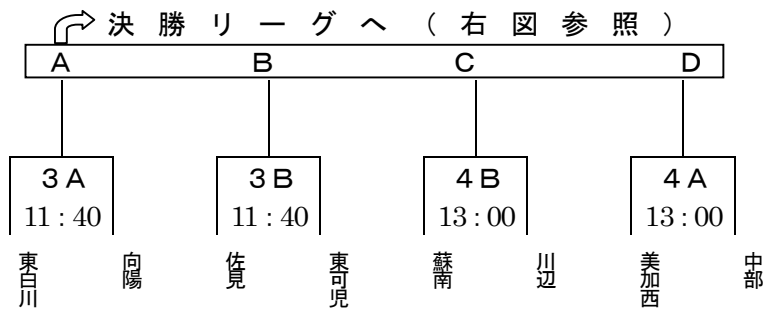 決勝リーグへ(右図参照)
A B C D
3A 3B 4B 4A
11:40 11:40 13:00 13:00
東白川 向陽 佐見 東可児 蘇南 川辺 美加西 中部